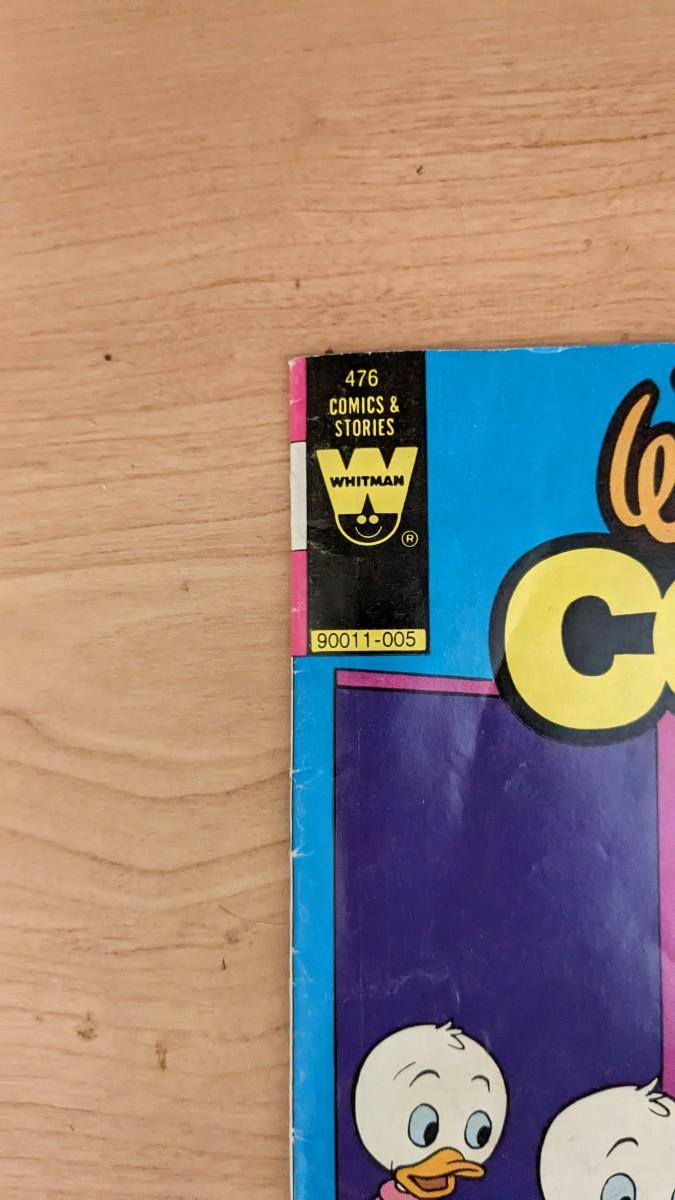 476
COMICS &
STORIES
WHITMAN
®
90011-005